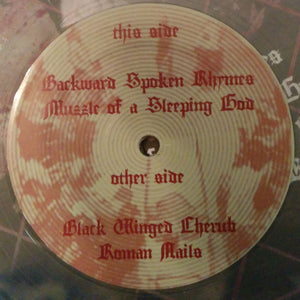 this side
Backward Spoken Rhymes
Muzzle of a Sleeping God
other side
Black Winged Cherub
Roman Nails